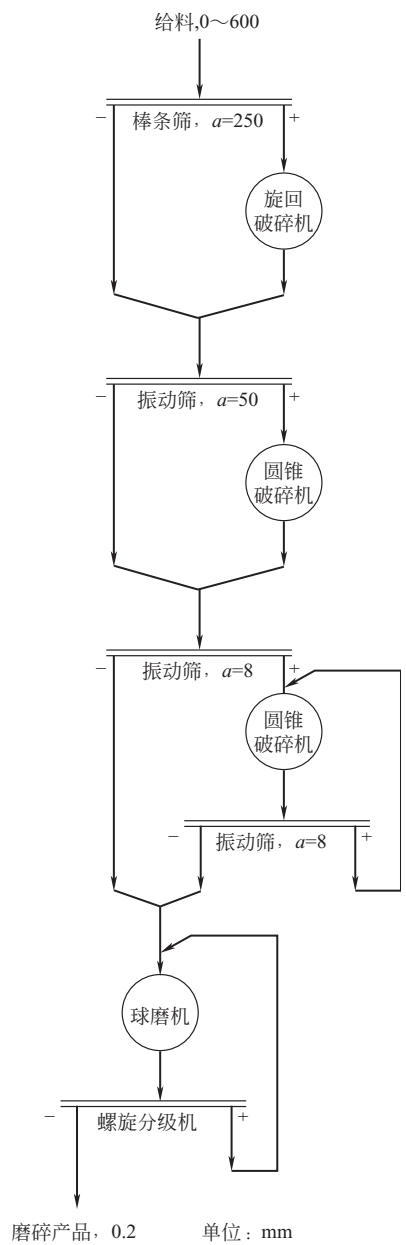 给料,0～600
− +
棒条筛，a=250
旋回
破碎机
− +
振动筛，a=50
圆锥
破碎机
− +
振动筛，a=8
圆锥
破碎机
− +
振动筛，a=8
球磨机
− +
螺旋分级机
磨碎产品，0.2 单位：mm